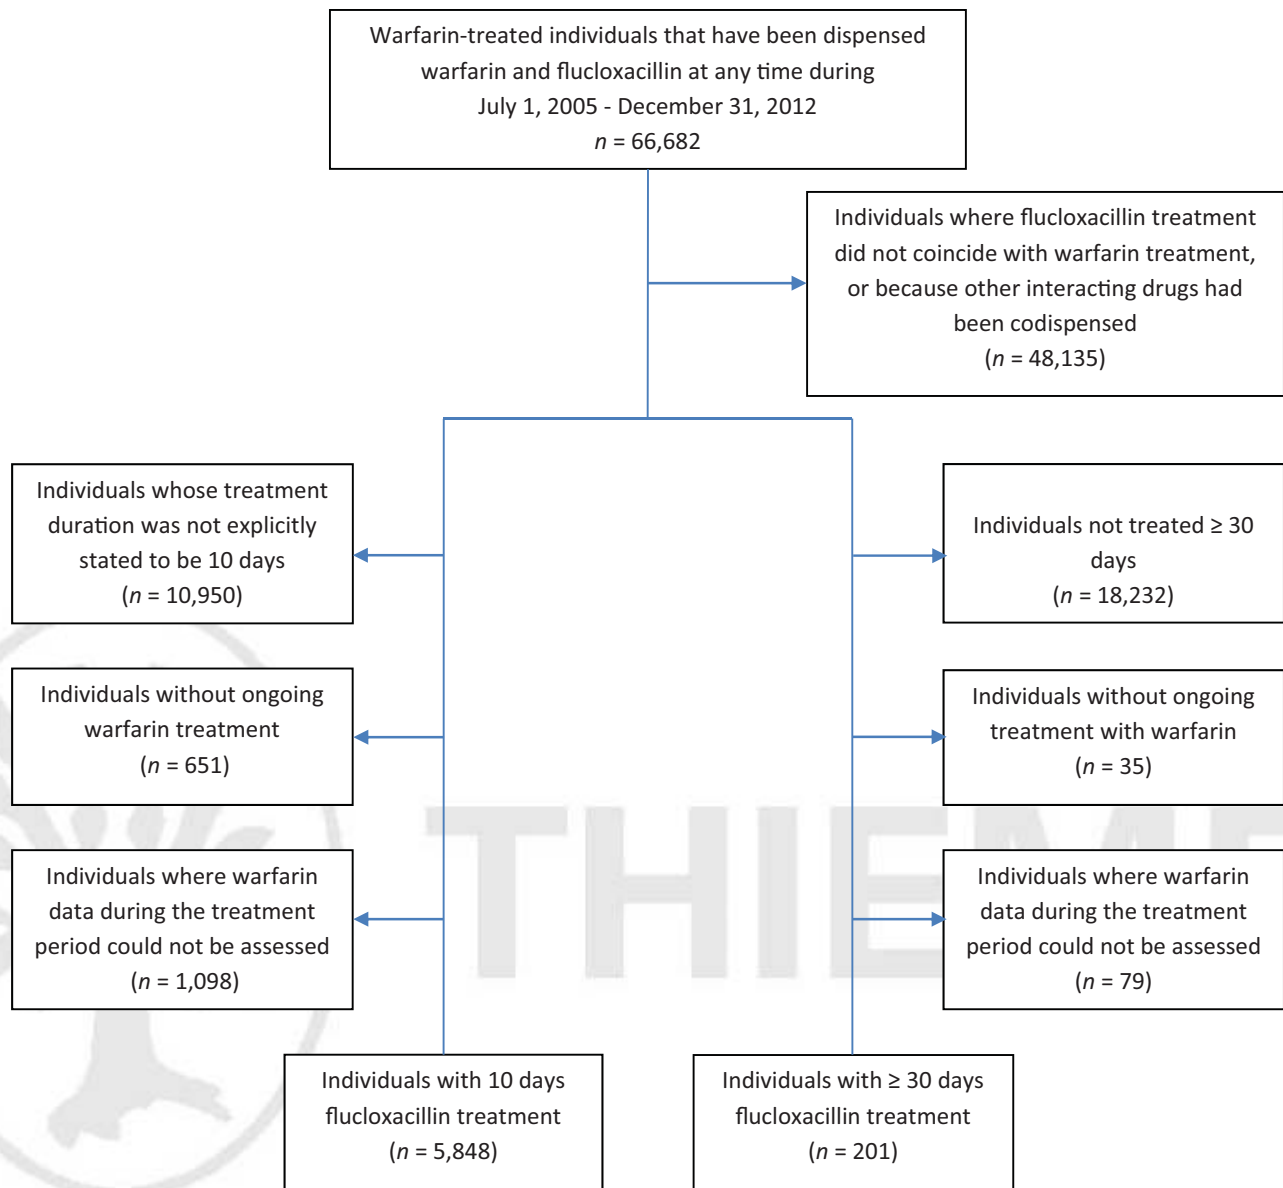 Warfarin-treated individuals that have been dispensed
warfarin and flucloxacillin at any time during
July 1, 2005 - December 31, 2012
n = 66,682
Individuals where flucloxacillin treatment
did not coincide with warfarin treatment,
or because other interacting drugs had
been codispensed
(n = 48,135)
Individuals whose treatment
duration was not explicitly
stated to be 10 days
(n = 10,950)
Individuals not treated ≥ 30
days
(n = 18,232)
Individuals without ongoing
warfarin treatment
(n = 651)
Individuals without ongoing
treatment with warfarin
(n = 35)
Individuals where warfarin
data during the treatment
period could not be assessed
(n = 1,098)
Individuals where warfarin
data during the treatment
period could not be assessed
(n = 79)
Individuals with 10 days
flucloxacillin treatment
(n = 5,848)
Individuals with ≥ 30 days
flucloxacillin treatment
(n = 201)
THIEME